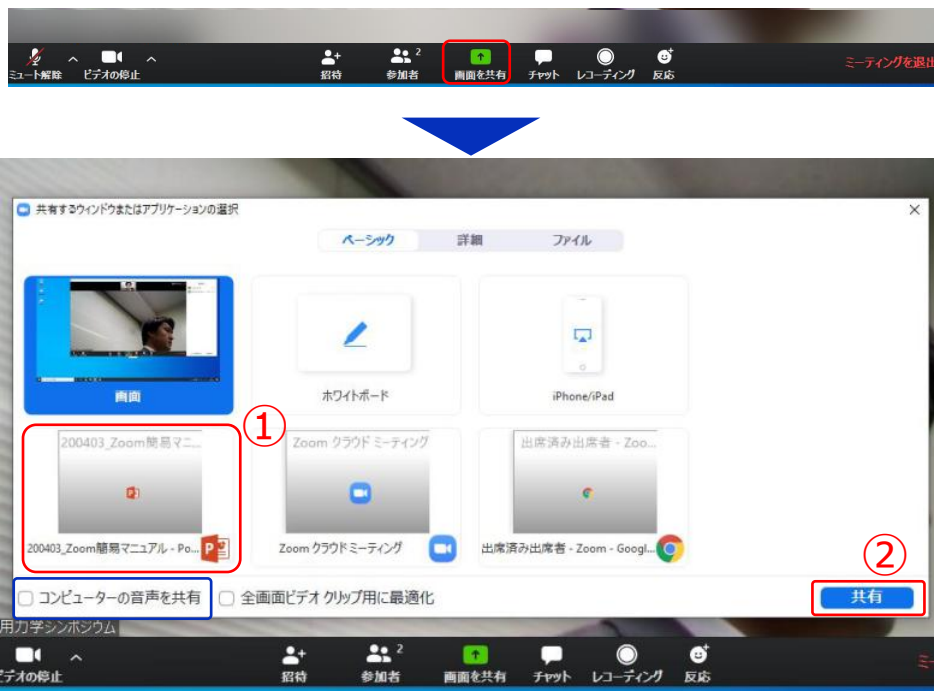 ミュート解除 ビデオの停止 招待 参加者 2 画面を共有 チャット レコーディング 反応 ミーティングを退出
共有するウィンドウまたはアプリケーションの選択
ベーシック 詳細 ファイル
画面 ホワイトボード iPhone/iPad
①
200403_Zoom簡易マニ... Zoom クラウド ミーティング 出席済み出席者 - Zoo...
200403_Zoom簡易マニュアル - Po... Zoom クラウド ミーティング 出席済み出席者 - Zoom - Googl...
②
コンピューターの音声を共有 全画面ビデオ クリップ用に最適化 共有
用力学シンポジウム
ビデオの停止 招待 参加者 2 画面を共有 チャット レコーディング 反応 ミー